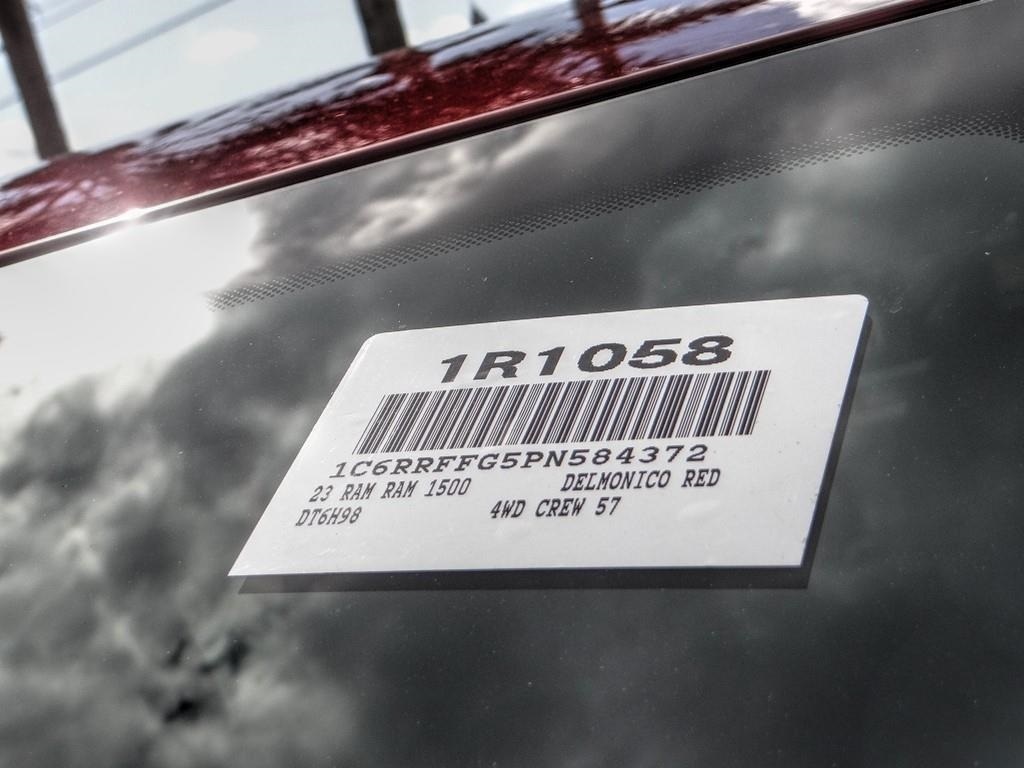 1R1058
1C6RRFFG5PN584372
23 RAM RAM 1500 DELMONICO RED
DT6H98 4WD CREW 57